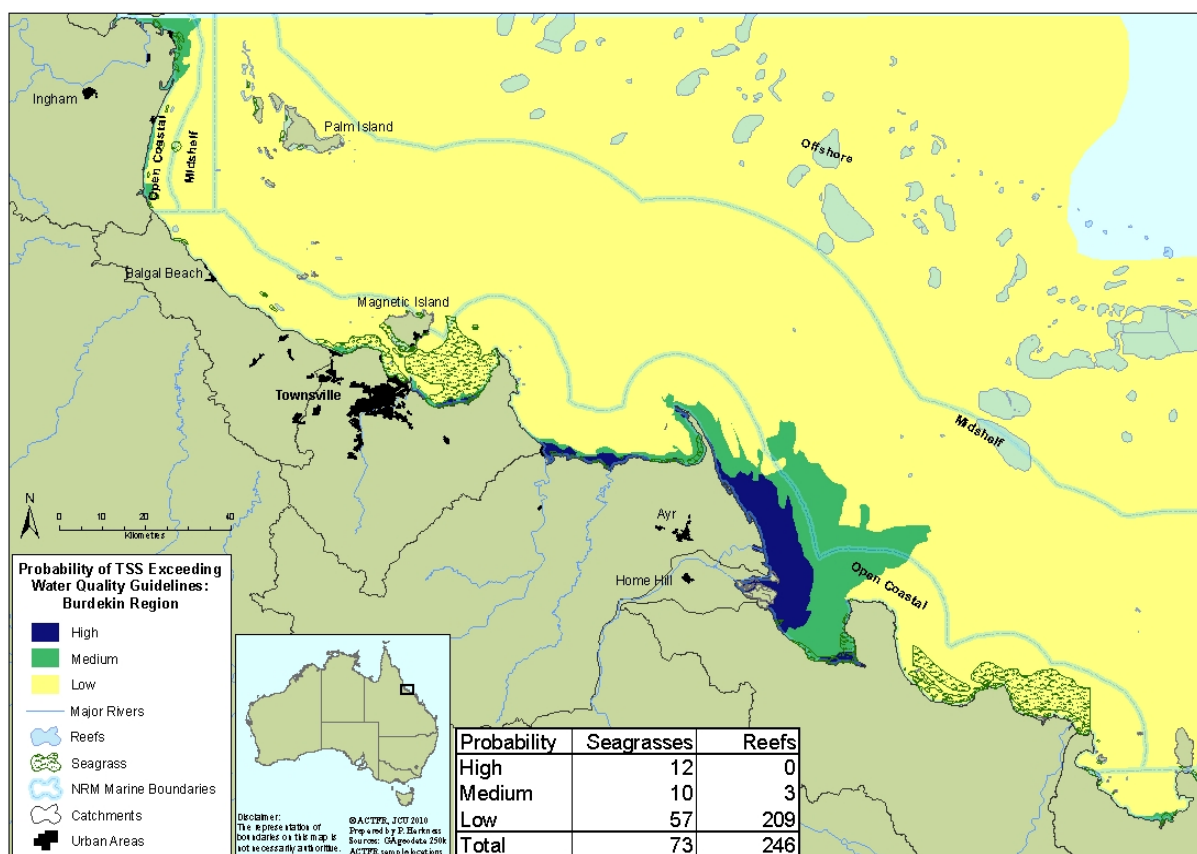 Ingham
Open Coastal
Midshelf
Palm Island
Offshore
Balgal Beach
Magnetic Island
Townsville
Midshelf
N
0 10 20 40
Kilometres
Ayr
Home Hill
Open Coastal
Probability of TSS Exceeding
Water Quality Guidelines:
Burdekin Region
High
Medium
Low
Major Rivers
Reefs
Seagrass
NRM Marine Boundaries
Catchments
Urban Areas
Disclaimer:
The representation of
boundaries on this map is
not necessarily authoritive.
©ACTFR, JCU 2010
Prepared by P. Harkness
Sources: GAgeodata 250k
ACTFR sample locations
Probability Seagrasses Reefs
High 12 0
Medium 10 3
Low 57 209
Total 73 246